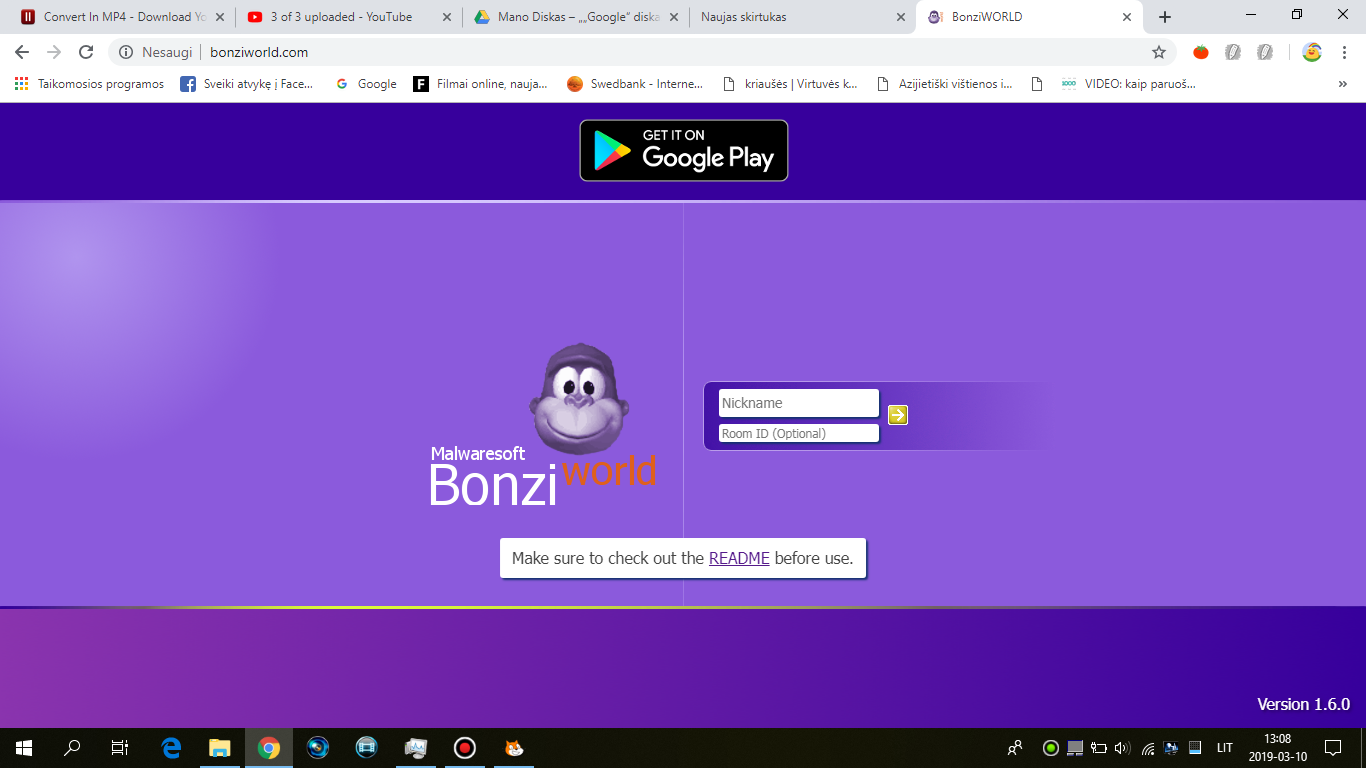 Convert In MP4 - Download Yo
3 of 3 uploaded - YouTube
Mano Diskas – „„Google“ diska
Naujas skirtukas
BonziWORLD
Nesaugi
bonziworld.com
Taikomosios programos
Sveiki atvykę į Face...
Google
Filmai online, nauja...
Swedbank - Interne...
kriaušės | Virtuvės k...
Azijietiški vištienos i...
VIDEO: kaip paruoš...
GET IT ON
Google Play
Nickname
Room ID (Optional)
Malwaresoft
Bonzi world
Make sure to check out the README before use.
Version 1.6.0
LIT
13:08
2019-03-10